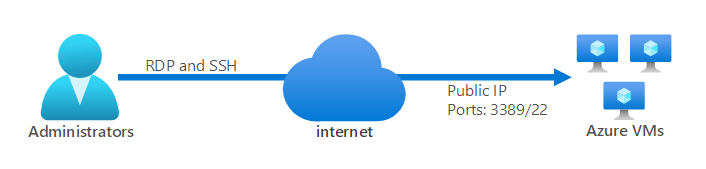 RDP and SSH
Public IP
Ports: 3389/22
Administrators
internet
Azure VMs